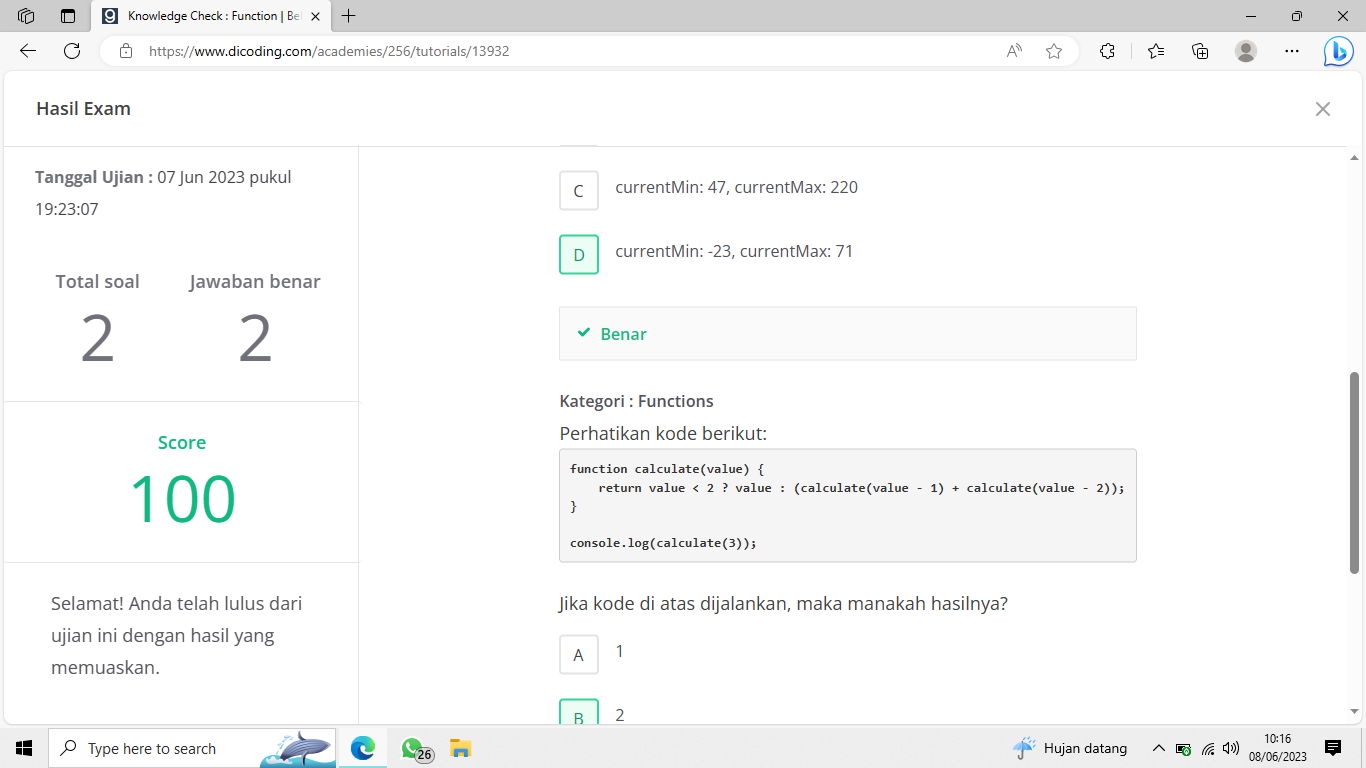 Knowledge Check : Function | Be
https://www.dicoding.com/academies/256/tutorials/13932
Hasil Exam
Tanggal Ujian : 07 Jun 2023 pukul
19:23:07
Total soal
Jawaban benar
2
2
Score
100
Selamat! Anda telah lulus dari
ujian ini dengan hasil yang
memuaskan.
C currentMin: 47, currentMax: 220
D currentMin: -23, currentMax: 71
Benar
Kategori : Functions
Perhatikan kode berikut:
function calculate(value) {
    return value < 2 ? value : (calculate(value - 1) + calculate(value - 2));
}
console.log(calculate(3));
Jika kode di atas dijalankan, maka manakah hasilnya?
A 1
B 2
Type here to search
26
Hujan datang
10:16
08/06/2023